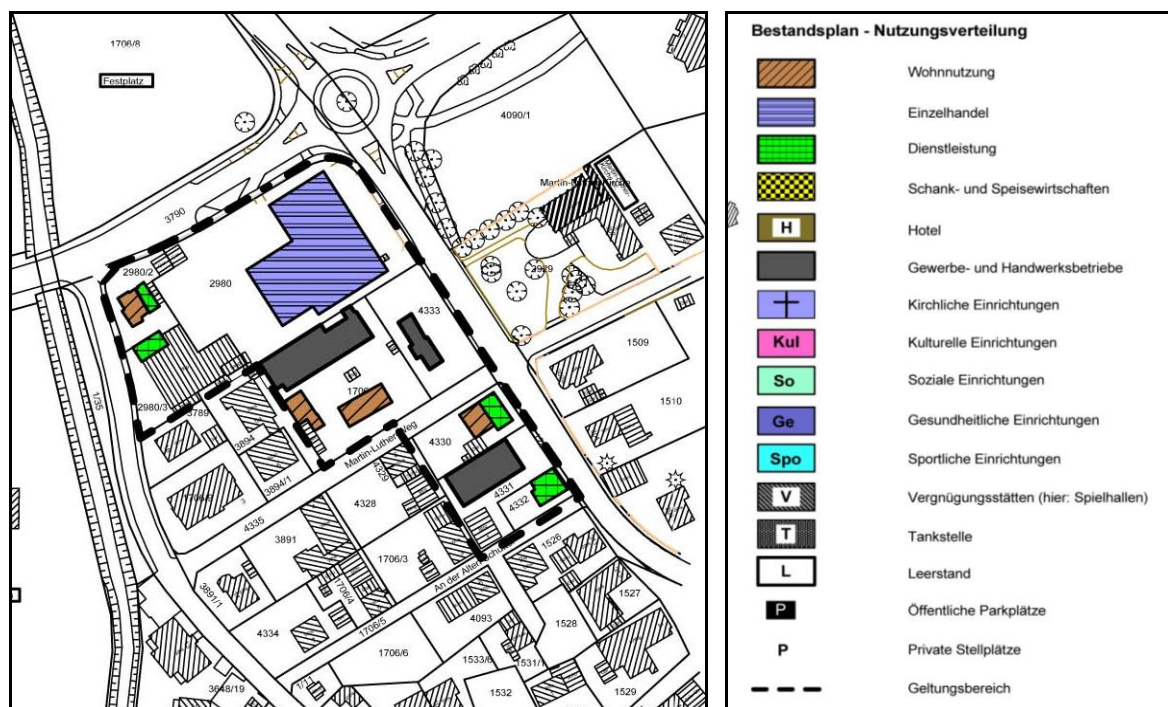 1706/8
Festplatz
4090/1
3790
2980/2
2980
2929
4333
1509
1510
1/35
2980/3
3789
3894
3894/1
Martin-Luther-Weg
4330
4329
4331
4332
4328
4335
3891
1706/3
An der Alten
1526
3891/1
1706/4
1706/5
4334
4093
1527
1528
1706/6
1533/6
1531/1
1532
1529
3648/19
Bestandsplan - Nutzungsverteilung
Wohnnutzung
Einzelhandel
Dienstleistung
Schank- und Speisewirtschaften
H Hotel
Gewerbe- und Handwerksbetriebe
Kirchliche Einrichtungen
Kul Kulturelle Einrichtungen
So Soziale Einrichtungen
Ge Gesundheitliche Einrichtungen
Spo Sportliche Einrichtungen
V Vergnügungsstätten (hier: Spielhallen)
T Tankstelle
L Leerstand
P Öffentliche Parkplätze
P Private Stellplätze
Geltungsbereich